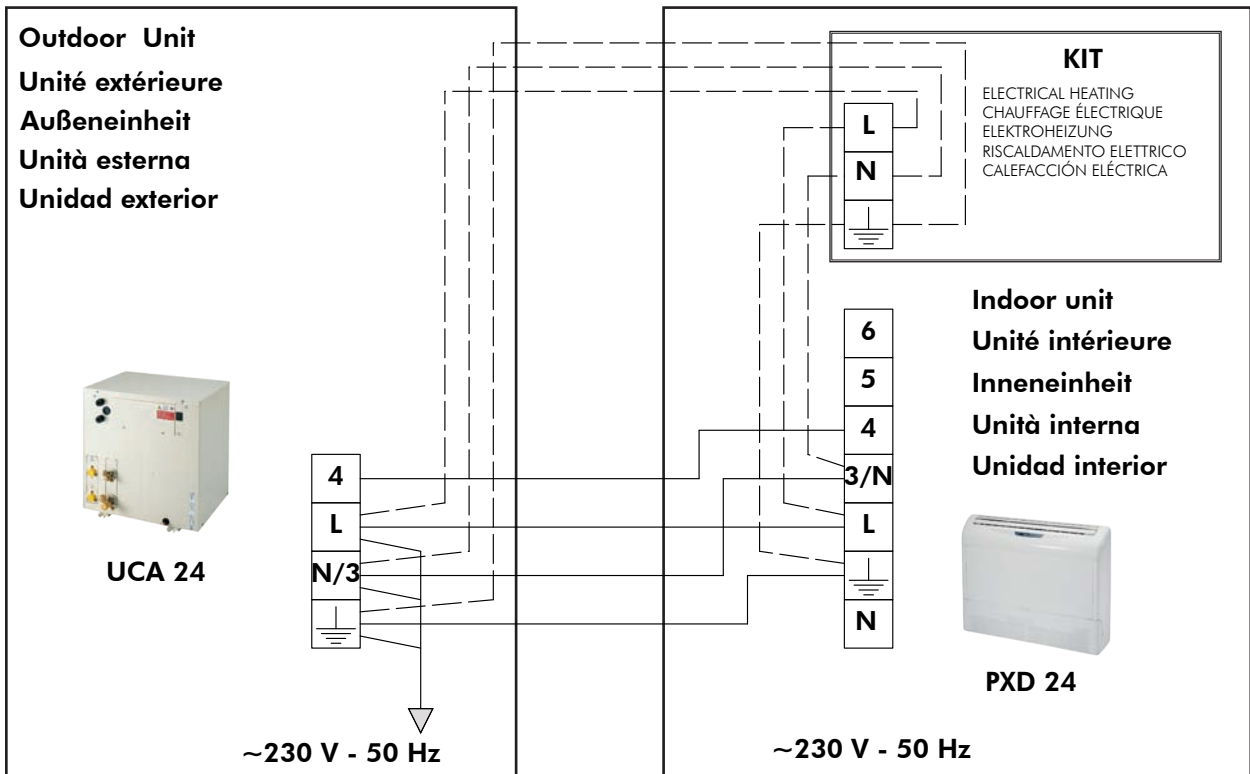 Outdoor Unit
Unité extérieure
Außeneinheit
Unità esterna
Unidad exterior
UCA 24
4
L
N/3
~230 V - 50 Hz
KIT
ELECTRICAL HEATING
CHAUFFAGE ÉLECTRIQUE
ELEKTROHEIZUNG
RISCALDAMENTO ELETTRICO
CALEFACCIÓN ELÉCTRICA
L
N
6
5
4
3/N
L
N
Indoor unit
Unité intérieure
Inneneinheit
Unità interna
Unidad interior
PXD 24
~230 V - 50 Hz